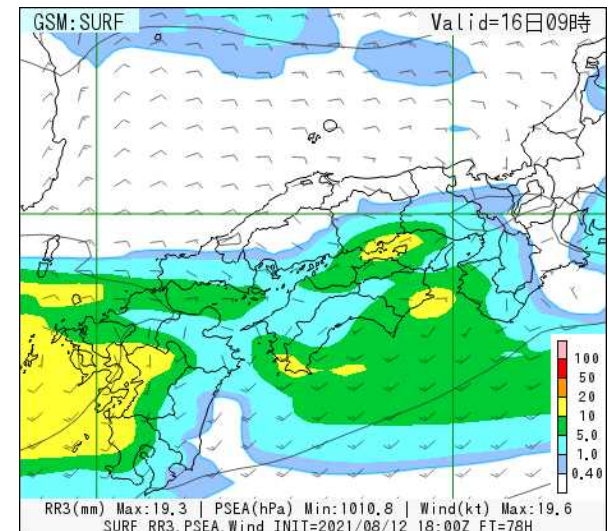 GSM:SURF
Valid=16日09時
100
50
20
10
5.0
1.0
0.40
RR3(mm) Max:19.3 | PSEA(hPa) Min:1010.8 | Wind(kt) Max:19.6
SURF RR3,PSEA,Wind INIT=2021/08/12 18:00Z FT=78H